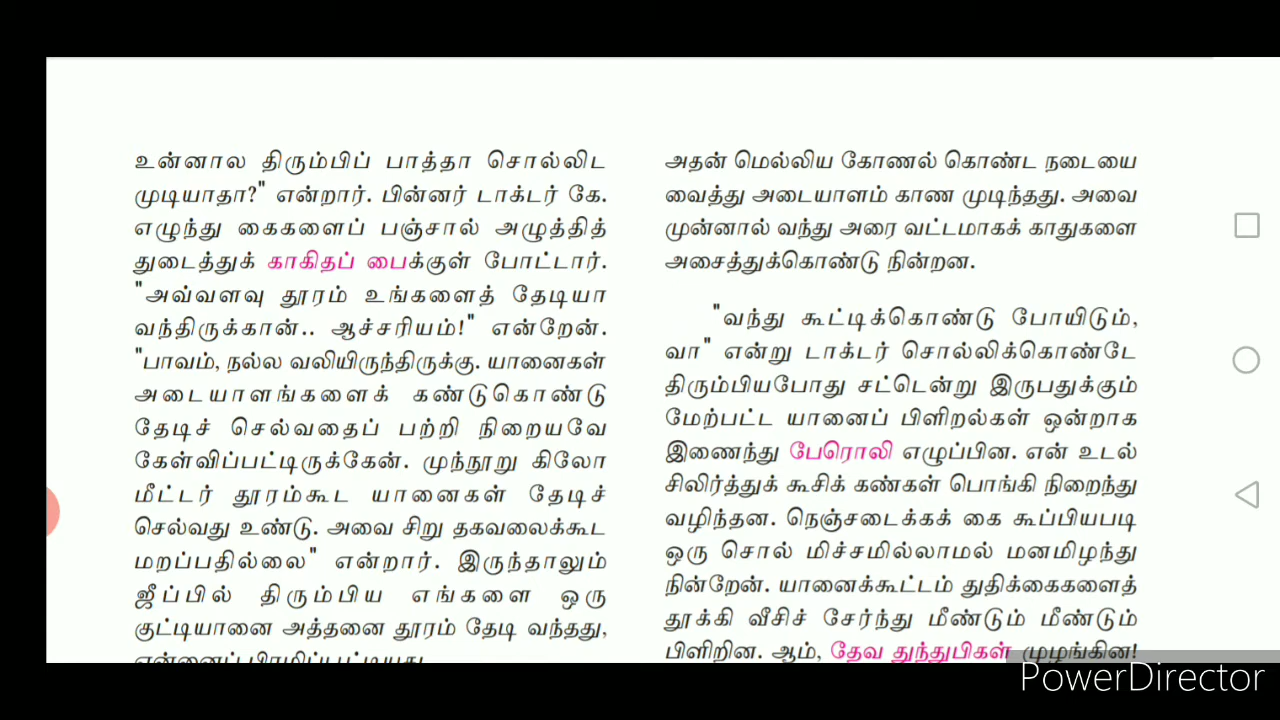 உன்னால திரும்பிப் பாத்தா சொல்லிட
முடியாதா?" என்றார். பின்னர் டாக்டர் கே.
எழுந்து கைகளைப் பஞ்சால் அழுத்தித்
துடைத்துக் காகிதப் பைக்குள் போட்டார்.
"அவ்வளவு தூரம் உங்களைத் தேடியா
வந்திருக்கான்.. ஆச்சரியம்!" என்றேன்.
"பாவம், நல்ல வலியிருந்திருக்கு. யானைகள்
அடையாளங்களைக் கண்டுகொண்டு
தேடிச் செல்வதைப் பற்றி நிறையவே
கேள்விப்பட்டிருக்கேன். முந்நூறு கிலோ
மீட்டர் தூரம்கூட யானைகள் தேடிச்
செல்வது உண்டு. அவை சிறு தகவலைக்கூட
மறப்பதில்லை" என்றார். இருந்தாலும்
ஜீப்பில் திரும்பிய எங்களை ஒரு
குட்டியானை அத்தனை தூரம் தேடி வந்தது,
என்னைப் பிரமிப்பூட்டியது.
அதன் மெல்லிய கோணல் கொண்ட நடையை
வைத்து அடையாளம் காண முடிந்தது. அவை
முன்னால் வந்து அரை வட்டமாகக் காதுகளை
அசைத்துக்கொண்டு நின்றன.
"வந்து கூட்டிக்கொண்டு போயிடும்,
வா" என்று டாக்டர் சொல்லிக்கொண்டே
திரும்பியபோது சட்டென்று இருபதுக்கும்
மேற்பட்ட யானைப் பிளிறல்கள் ஒன்றாக
இணைந்து பேரொலி எழுப்பின. என் உடல்
சிலிர்த்துக் கூசிக் கண்கள் பொங்கி நிறைந்து
வழிந்தன. நெஞ்சடைக்கக் கை கூப்பியபடி
ஒரு சொல் மிச்சமில்லாமல் மனமிழந்து
நின்றேன். யானைக்கூட்டம் துதிக்கைகளைத்
தூக்கி வீசிச் சேர்ந்து மீண்டும் மீண்டும்
பிளிறின. ஆம், தேவ துந்துபிகள் முழங்கின!
PowerDirector